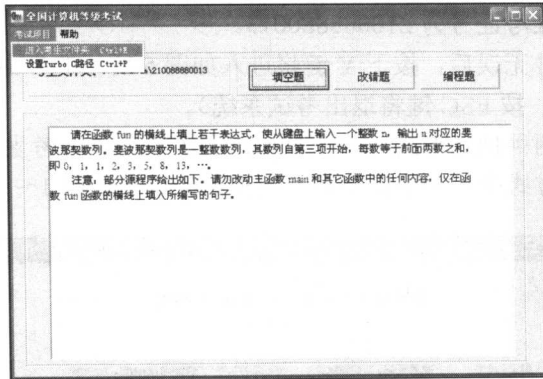 全国计算机等级考试
考试项目 帮助
进入考生文件夹 Ctrl+E
设置Turbo C路径 Ctrl+P
\210088880013
填空题 改错题 编程题
请在函数 fun 的横线上填上若干表达式，使从键盘上输入一个整数 n，输出 n 对应的斐
波那契数列。斐波那契数列是一整数数列，其数列自第三项开始，每数等于前面两数之和，
即 0，1，1，2，3，5，8，13，…。
注意，部分源程序给出如下。请勿改动主函数 main 和其它函数中的任何内容，仅在函
数 fun 函数的横线上填入所编写的句子。